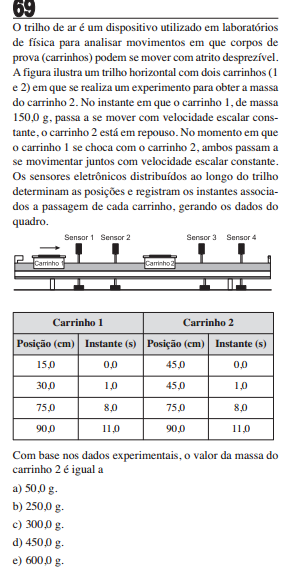 69
O trilho de ar é um dispositivo utilizado em laboratórios
de física para analisar movimentos em que corpos de
prova (carrinhos) podem se mover com atrito desprezível.
A figura ilustra um trilho horizontal com dois carrinhos (1
e 2) em que se realiza um experimento para obter a massa
do carrinho 2. No instante em que o carrinho 1, de massa
150,0 g, passa a se mover com velocidade escalar cons-
tante, o carrinho 2 está em repouso. No momento em que
o carrinho 1 se choca com o carrinho 2, ambos passam a
se movimentar juntos com velocidade escalar constante.
Os sensores eletrônicos distribuídos ao longo do trilho
determinam as posições e registram os instantes associa-
dos a passagem de cada carrinho, gerando os dados do
quadro.
Sensor 1 Sensor 2 Sensor 3 Sensor 4
Carrinho 1 Carrinho 2
Carrinho 1 Carrinho 2
Posição (cm) Instante (s) Posição (cm) Instante (s)
15,0 0,0 45,0 0,0
30,0 1,0 45,0 1,0
75,0 8,0 75,0 8,0
90,0 11,0 90,0 11,0
Com base nos dados experimentais, o valor da massa do
carrinho 2 é igual a
a) 50,0 g.
b) 250,0 g.
c) 300,0 g.
d) 450,0 g.
e) 600,0 g.